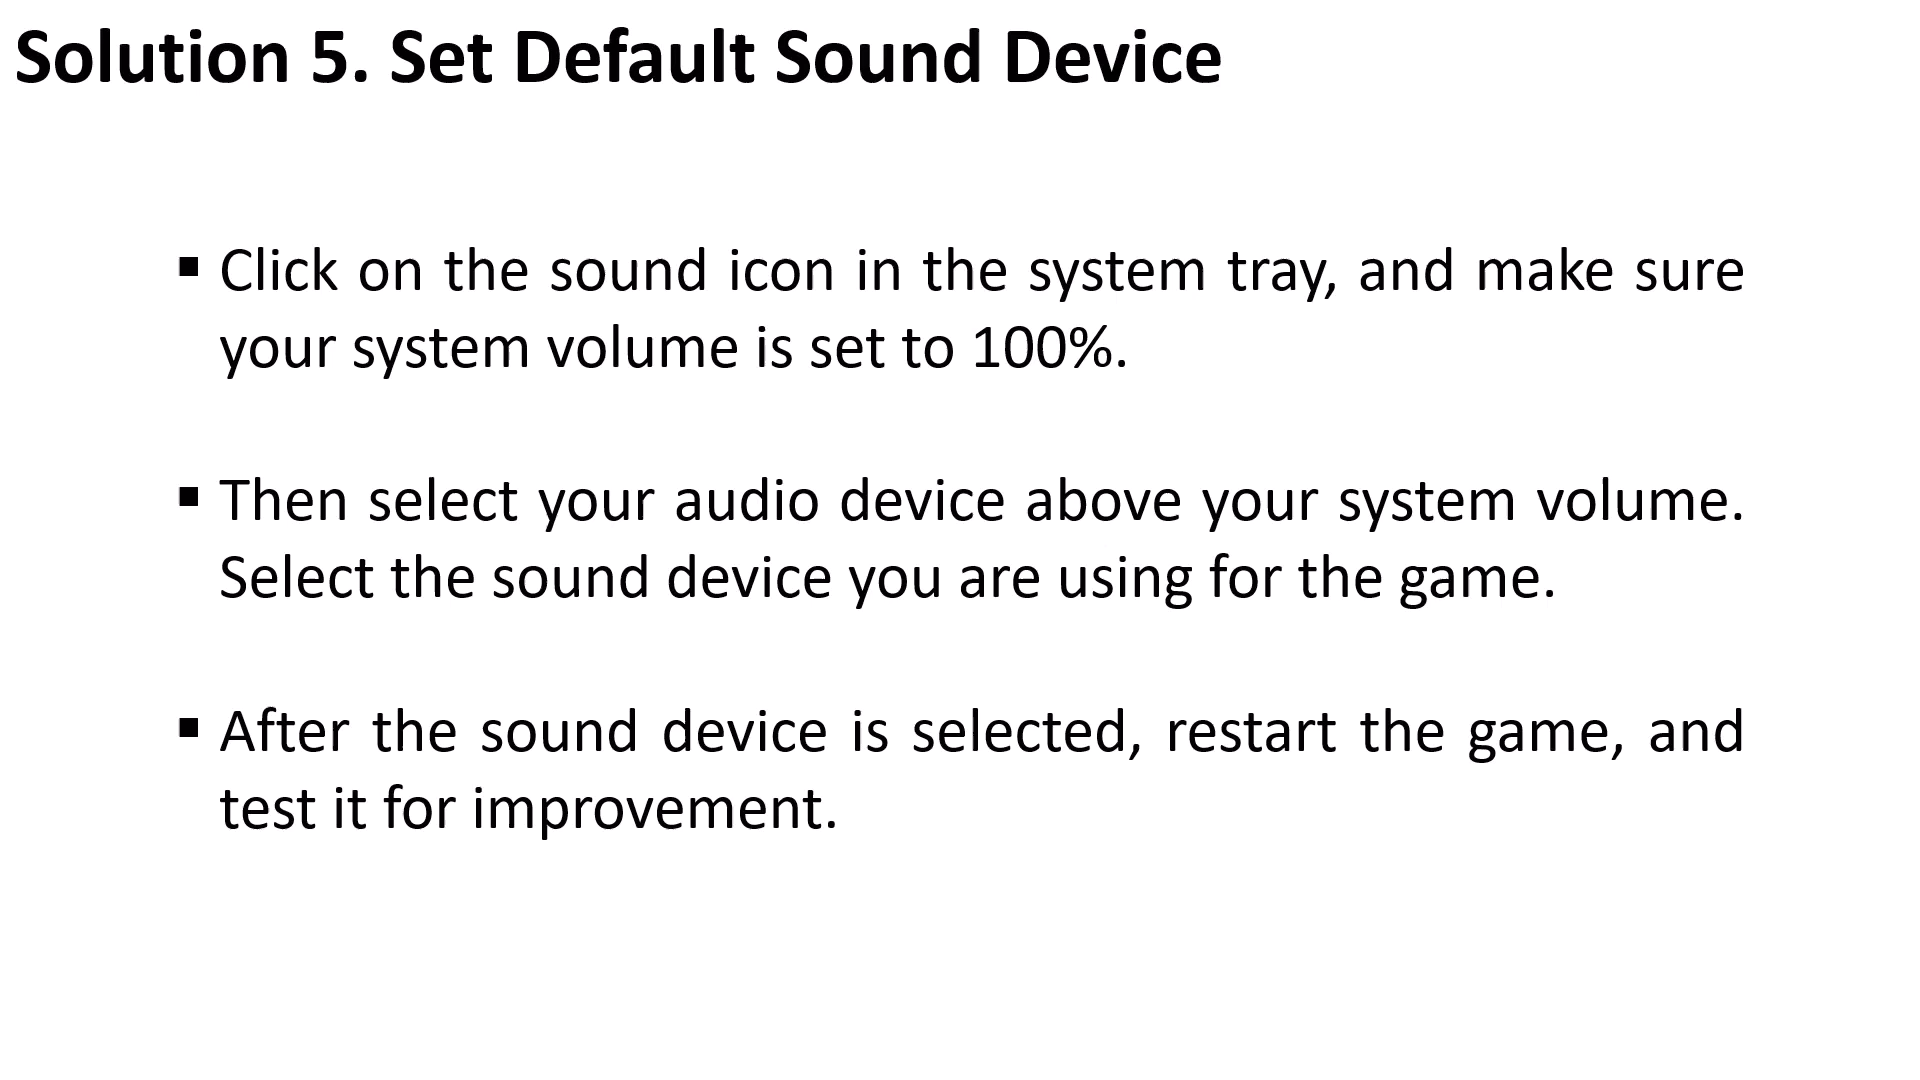 Solution 5. Set Default Sound Device
▪ Click on the sound icon in the system tray, and make sure
your system volume is set to 100%.
▪ Then select your audio device above your system volume.
Select the sound device you are using for the game.
▪ After the sound device is selected, restart the game, and
test it for improvement.